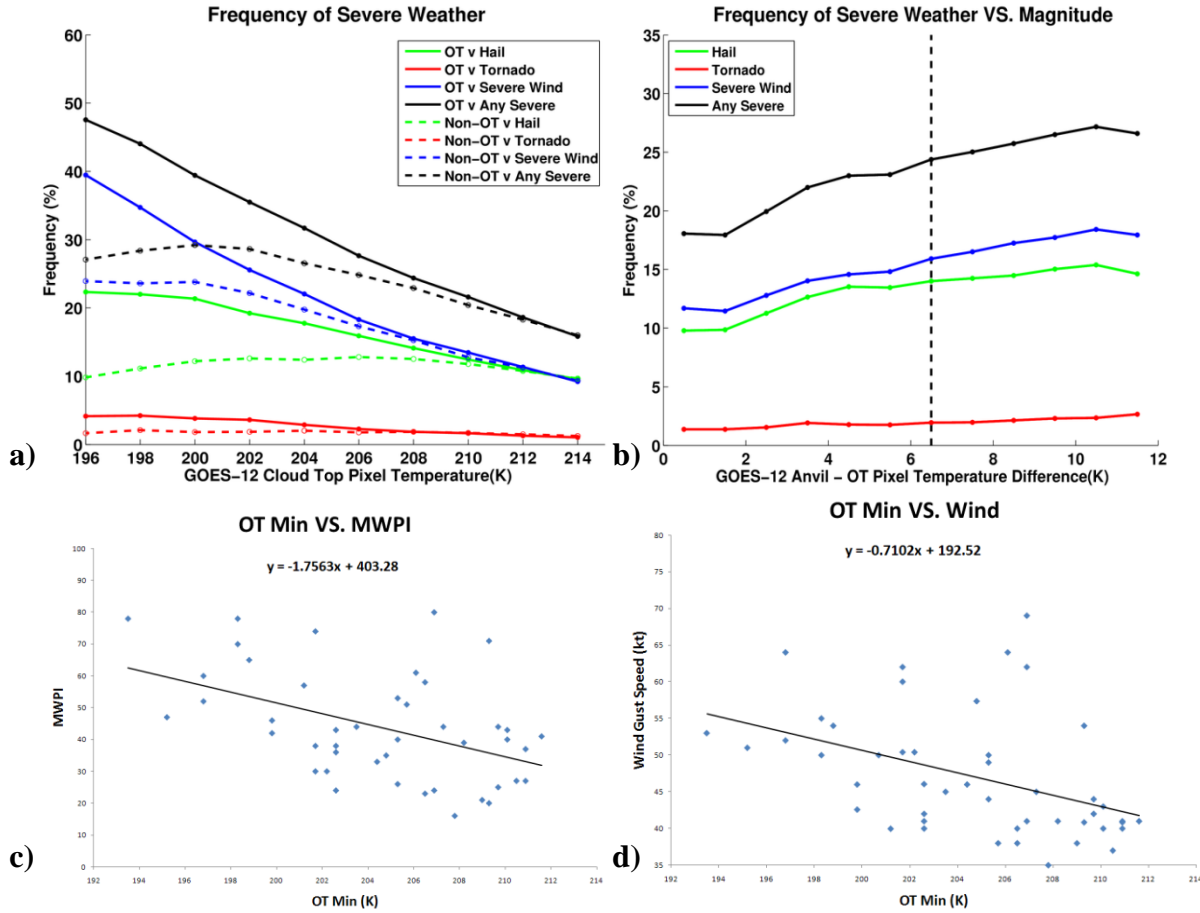 Frequency of Severe Weather
60
50
40
30
20
10
0
Frequency (%)
OT v Hail
OT v Tornado
OT v Severe Wind
OT v Any Severe
Non-OT v Hail
Non-OT v Tornado
Non-OT v Severe Wind
Non-OT v Any Severe
196 198 200 202 204 206 208 210 212 214
GOES-12 Cloud Top Pixel Temperature(K)
a)
Frequency of Severe Weather VS. Magnitude
35
30
25
20
15
10
5
0
Frequency (%)
Hail
Tornado
Severe Wind
Any Severe
0 2 4 6 8 10 12
GOES-12 Anvil - OT Pixel Temperature Difference(K)
b)
OT Min VS. MWPI
y = -1.7563x + 403.28
100
90
80
70
60
50
40
30
20
10
0
MWPI
192 194 196 198 200 202 204 206 208 210 212 214
OT Min (K)
c)
OT Min VS. Wind
y = -0.7102x + 192.52
80
75
70
65
60
55
50
45
40
35
Wind Gust Speed (kt)
192 194 196 198 200 202 204 206 208 210 212 214
OT Min (K)
d)